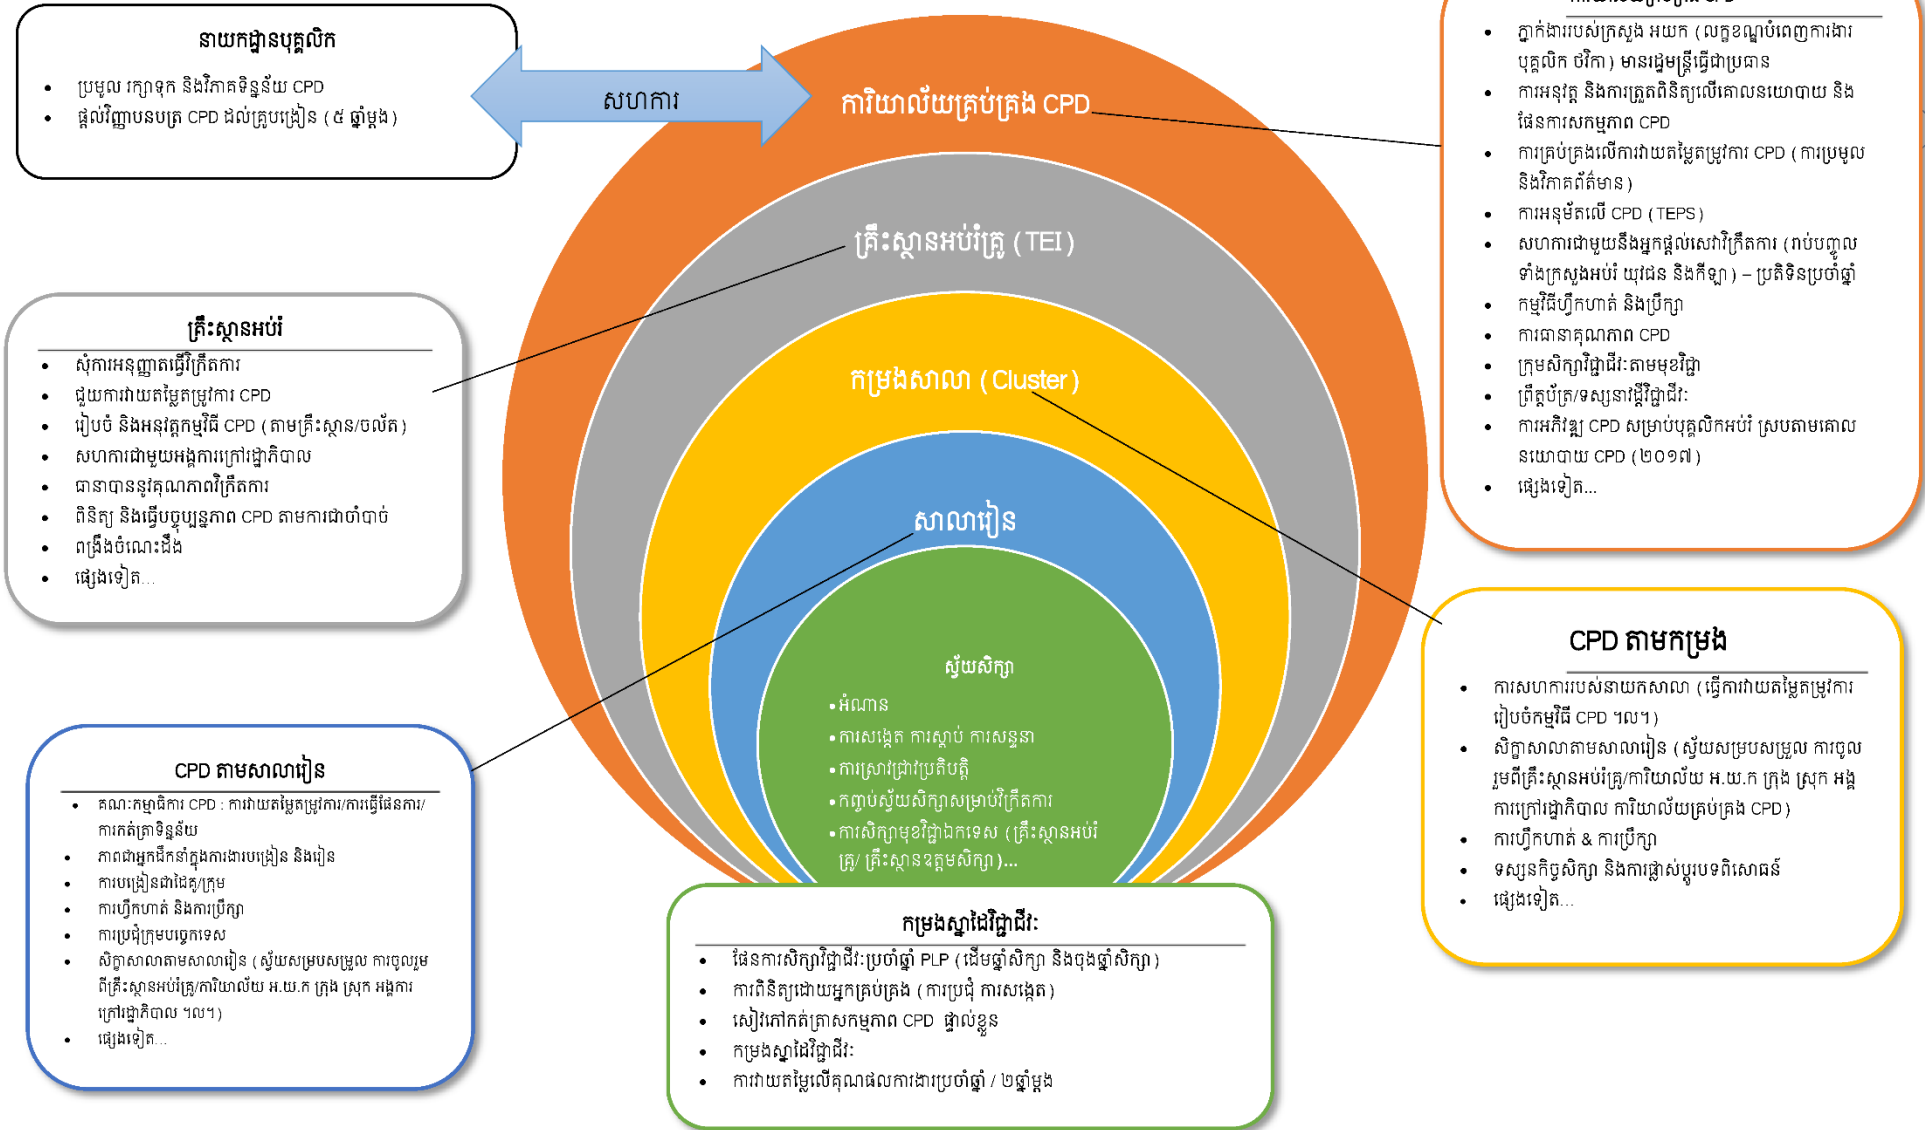 នាយកដ្ឋានបុគ្គលិក
• ប្រមូល រក្សាទុក និងវិភាគទិន្នន័យ CPD
• ផ្តល់វិញ្ញាបនបត្រ CPD ដល់គ្រូបង្រៀន (៥ ឆ្នាំម្តង)
សហការ
ការិយាល័យគ្រប់គ្រង CPD
គ្រឹះស្ថានអប់រំគ្រូ (TEI)
កម្រងសាលា (Cluster)
សាលារៀន
ស្វ័យសិក្សា
• អំណាន
• ការសង្កេត ការស្តាប់ ការសន្ទនា
• ការស្រាវជ្រាវប្រតិបត្តិ
• កញ្ចប់ស្វ័យសិក្សាសម្រាប់វិក្រឹតការ
• ការសិក្សាមុខវិជ្ជាឯកទេស (គ្រឹះស្ថានអប់រំ
គ្រូ/ គ្រឹះស្ថានឧត្តមសិក្សា)...
• ភ្នាក់ងាររបស់ក្រសួង អយក (លក្ខខណ្ឌបំពេញការងារ
បុគ្គលិក ថវិកា) មានរដ្ឋមន្ត្រីធ្វើជាប្រធាន
• ការអនុវត្ត និងការត្រួតពិនិត្យលើគោលនយោបាយ និង
ផែនការសកម្មភាព CPD
• ការគ្រប់គ្រងលើការវាយតម្លៃតម្រូវការ CPD (ការប្រមូល
និងវិភាគព័ត៌មាន)
• ការអនុម័តលើ CPD (TEPS)
• សហការជាមួយនឹងអ្នកផ្តល់សេវាវិក្រឹតការ (រាប់បញ្ចូល
ទាំងក្រសួងអប់រំ យុវជន និងកីឡា) – ប្រតិទិនប្រចាំឆ្នាំ
• កម្មវិធីហ្វឹកហាត់ និងប្រឹក្សា
• ការធានាគុណភាព CPD
• ក្រុមសិក្សាវិជ្ជាជីវៈតាមមុខវិជ្ជា
• ព្រឹត្តប័ត្រ/ទស្សនាវដ្តីវិជ្ជាជីវៈ
• ការអភិវឌ្ឍ CPD សម្រាប់បុគ្គលិកអប់រំ ស្របតាមគោល
នយោបាយ CPD (២០១៧)
• ផ្សេងទៀត...
គ្រឹះស្ថានអប់រំ
• សុំការអនុញ្ញាតធ្វើវិក្រឹតការ
• ជួយការវាយតម្លៃតម្រូវការ CPD
• រៀបចំ និងអនុវត្តកម្មវិធី CPD (តាមគ្រឹះស្ថាន/ចល័ត)
• សហការជាមួយអង្គការក្រៅរដ្ឋាភិបាល
• ធានាបាននូវគុណភាពវិក្រឹតការ
• ពិនិត្យ និងធ្វើបច្ចុប្បន្នភាព CPD តាមការជាចាំបាច់
• ពង្រឹងចំណេះដឹង
• ផ្សេងទៀត...
CPD តាមសាលារៀន
• គណៈកម្មាធិការ CPD : ការវាយតម្លៃតម្រូវការ/ការធ្វើផែនការ/
ការកត់ត្រាទិន្នន័យ
• ភាពជាអ្នកដឹកនាំក្នុងការងារបង្រៀន និងរៀន
• ការបង្រៀនជាដៃគូ/ក្រុម
• ការហ្វឹកហាត់ និងការប្រឹក្សា
• ការប្រជុំក្រុមបច្ចេកទេស
• សិក្ខាសាលាតាមសាលារៀន (ស្វ័យសម្របសម្រួល ការចូលរួម
ពីគ្រឹះស្ថានអប់រំគ្រូ/ការិយាល័យ អ.យ.ក ក្រុង ស្រុក អង្គការ
ក្រៅរដ្ឋាភិបាល ។ល។)
• ផ្សេងទៀត...
CPD តាមកម្រង
• ការសហការរបស់នាយកសាលា (ធ្វើការវាយតម្លៃតម្រូវការ
រៀបចំកម្មវិធី CPD ។ល។)
• សិក្ខាសាលាតាមសាលារៀន (ស្វ័យសម្របសម្រួល ការចូល
រួមពីគ្រឹះស្ថានអប់រំគ្រូ/ការិយាល័យ អ.យ.ក ក្រុង ស្រុក អង្គ
ការក្រៅរដ្ឋាភិបាល ការិយាល័យគ្រប់គ្រង CPD)
• ការហ្វឹកហាត់ & ការប្រឹក្សា
• ទស្សនកិច្ចសិក្សា និងការផ្លាស់ប្តូរបទពិសោធន៍
• ផ្សេងទៀត...
កម្រងស្នាដៃវិជ្ជាជីវៈ
• ផែនការសិក្សាវិជ្ជាជីវៈប្រចាំឆ្នាំ PLP (ដើមឆ្នាំសិក្សា និងចុងឆ្នាំសិក្សា)
• ការពិនិត្យដោយអ្នកគ្រប់គ្រង (ការប្រជុំ ការសង្កេត)
• សៀវភៅកត់ត្រាសកម្មភាព CPD ផ្ទាល់ខ្លួន
• កម្រងស្នាដៃវិជ្ជាជីវៈ
• ការវាយតម្លៃលើគុណផលការងារប្រចាំឆ្នាំ / ២ឆ្នាំម្តង